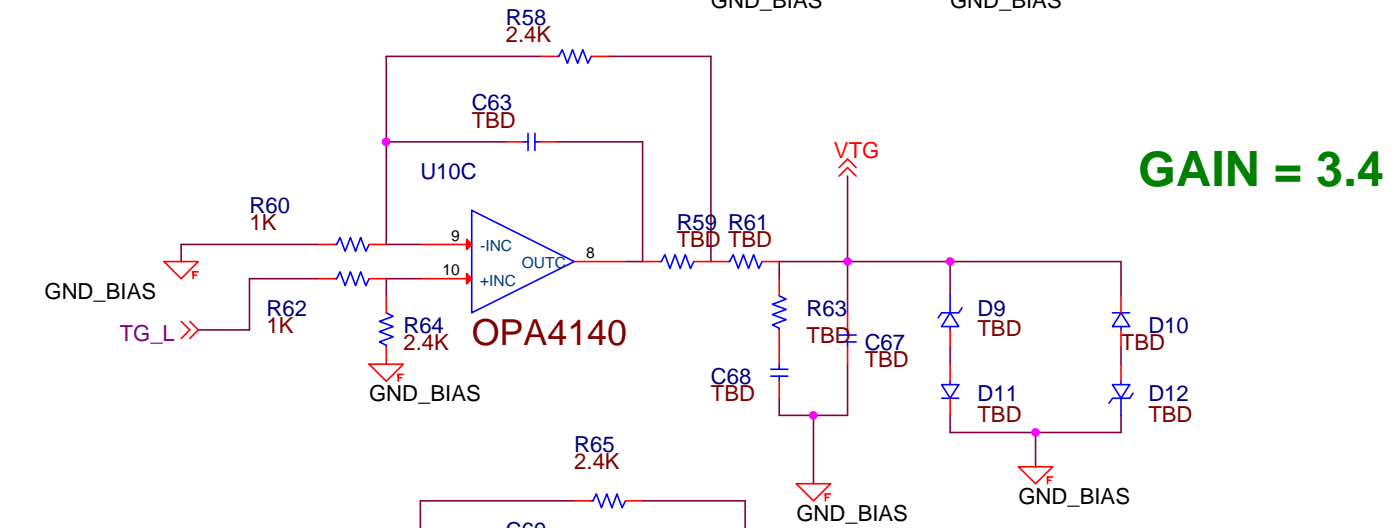 GND_BIAS
GND_BIAS
R58
2.4K
C63
TBD
U10C
VTG
GAIN = 3.4
R60
1K
9
-INC
OUTC
8
10
+INC
R59
TBD
R61
TBD
F
GND_BIAS
TG_L
R62
1K
R64
2.4K
OPA4140
F
GND_BIAS
R63
TBD
C67
TBD
C68
TBD
D9
TBD
D10
TBD
D11
TBD
D12
TBD
R65
2.4K
F
GND_BIAS
F
GND_BIAS